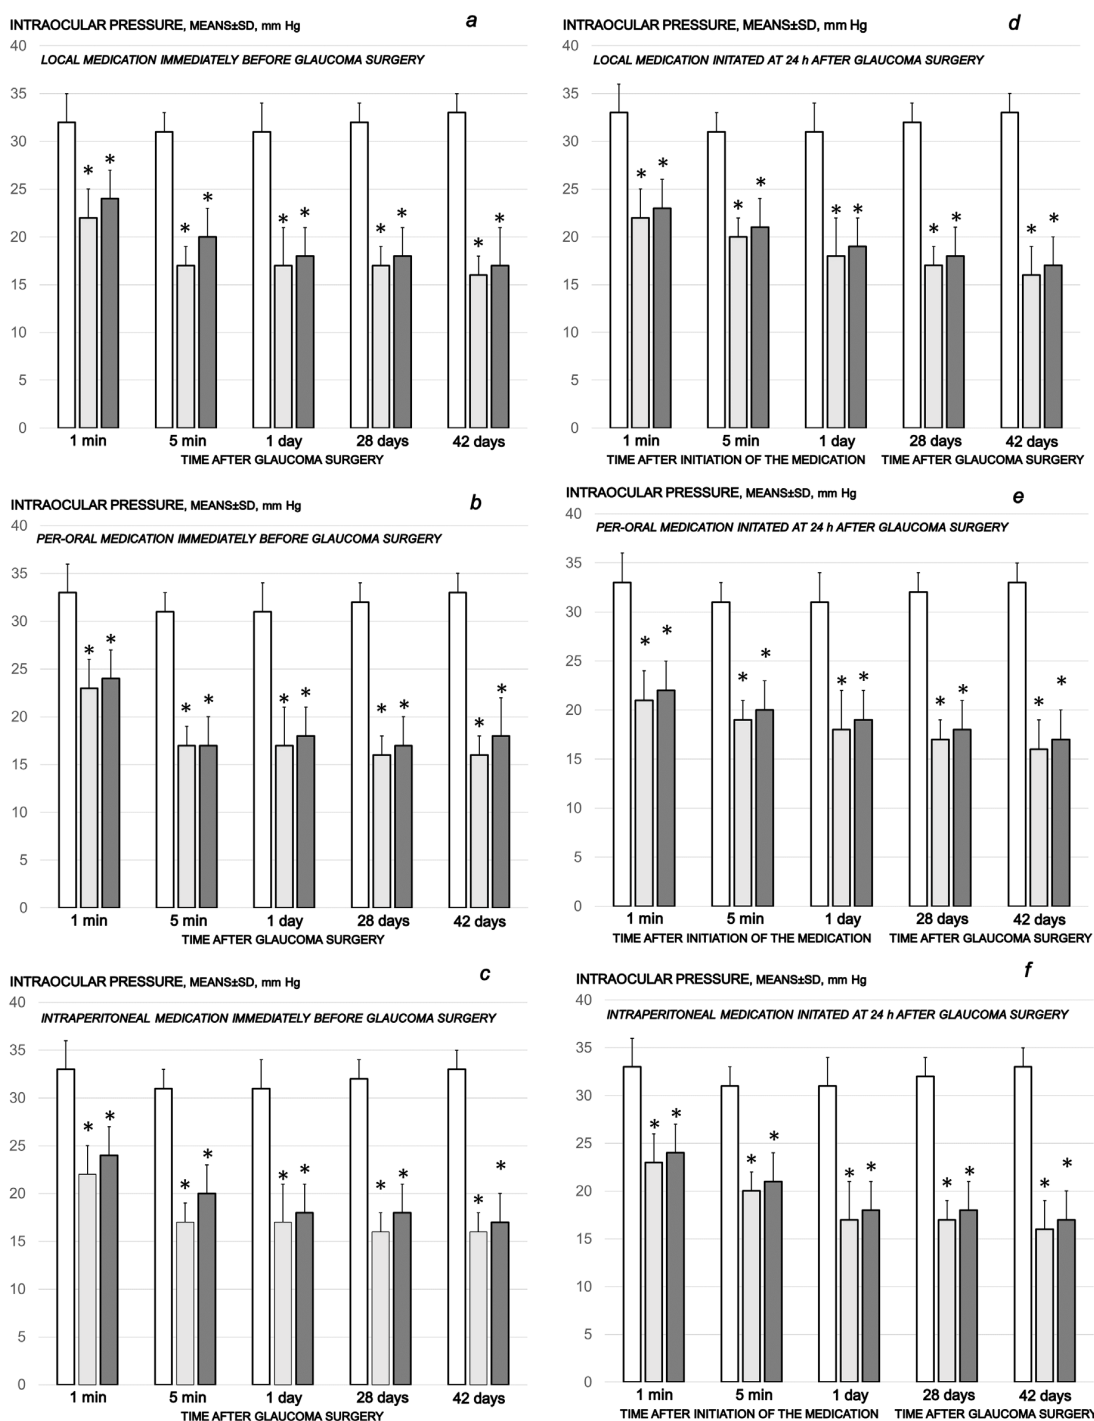 INTRAOCULAR PRESSURE, MEANS±SD, mm Hg
a
40
LOCAL MEDICATION IMMEDIATELY BEFORE GLAUCOMA SURGERY
35
30
25
20
15
10
5
0
* * * * * * * * * *
1 min 5 min 1 day 28 days 42 days
TIME AFTER GLAUCOMA SURGERY
INTRAOCULAR PRESSURE, MEANS±SD, mm Hg
d
40
LOCAL MEDICATION INITATED AT 24 h AFTER GLAUCOMA SURGERY
35
30
25
20
15
10
5
0
* * * * * * * * * *
1 min 5 min 1 day 28 days 42 days
TIME AFTER INITIATION OF THE MEDICATION TIME AFTER GLAUCOMA SURGERY
INTRAOCULAR PRESSURE, MEANS±SD, mm Hg
b
40
PER-ORAL MEDICATION IMMEDIATELY BEFORE GLAUCOMA SURGERY
35
30
25
20
15
10
5
0
* * * * * * * * * *
1 min 5 min 1 day 28 days 42 days
TIME AFTER GLAUCOMA SURGERY
INTRAOCULAR PRESSURE, MEANS±SD, mm Hg
e
40
PER-ORAL MEDICATION INITATED AT 24 h AFTER GLAUCOMA SURGERY
35
30
25
20
15
10
5
0
* * * * * * * * * *
1 min 5 min 1 day 28 days 42 days
TIME AFTER INITIATION OF THE MEDICATION TIME AFTER GLAUCOMA SURGERY
INTRAOCULAR PRESSURE, MEANS±SD, mm Hg
c
40
INTRAPERITONEAL MEDICATION IMMEDIATELY BEFORE GLAUCOMA SURGERY
35
30
25
20
15
10
5
0
* * * * * * * * * *
1 min 5 min 1 day 28 days 42 days
TIME AFTER GLAUCOMA SURGERY
INTRAOCULAR PRESSURE, MEANS±SD, mm Hg
f
40
INTRAPERITONEAL MEDICATION INITATED AT 24 h AFTER GLAUCOMA SURGERY
35
30
25
20
15
10
5
0
* * * * * * * * * *
1 min 5 min 1 day 28 days 42 days
TIME AFTER INITIATION OF THE MEDICATION TIME AFTER GLAUCOMA SURGERY